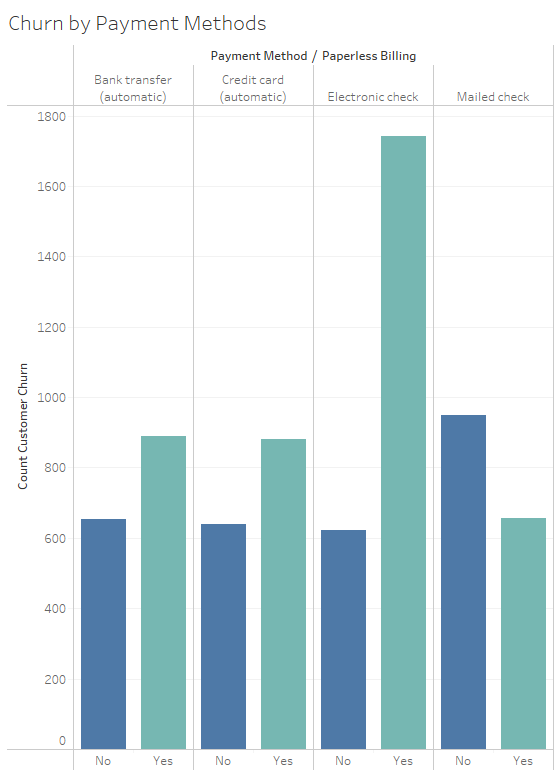 Churn by Payment Methods
Payment Method / Paperless Billing
Bank transfer
(automatic)
Credit card
(automatic)
Electronic check
Mailed check
Count Customer Churn
1800
1600
1400
1200
1000
800
600
400
200
0
No Yes No Yes No Yes No Yes